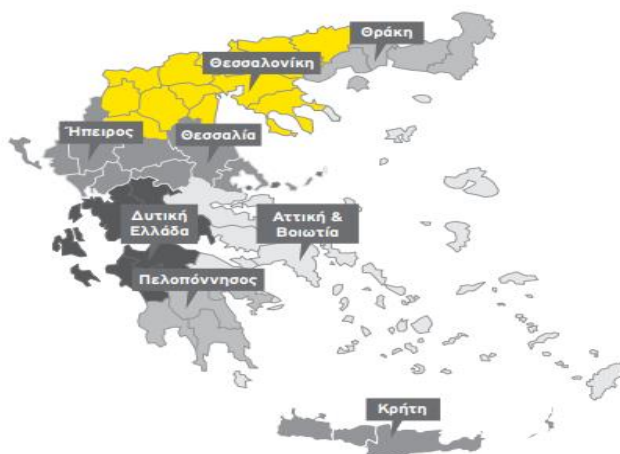 Θράκη
Θεσσαλονίκη
Ήπειρος
Θεσσαλία
Δυτική
Ελλάδα
Αττική &
Βοιωτία
Πελοπόννησος
Κρήτη